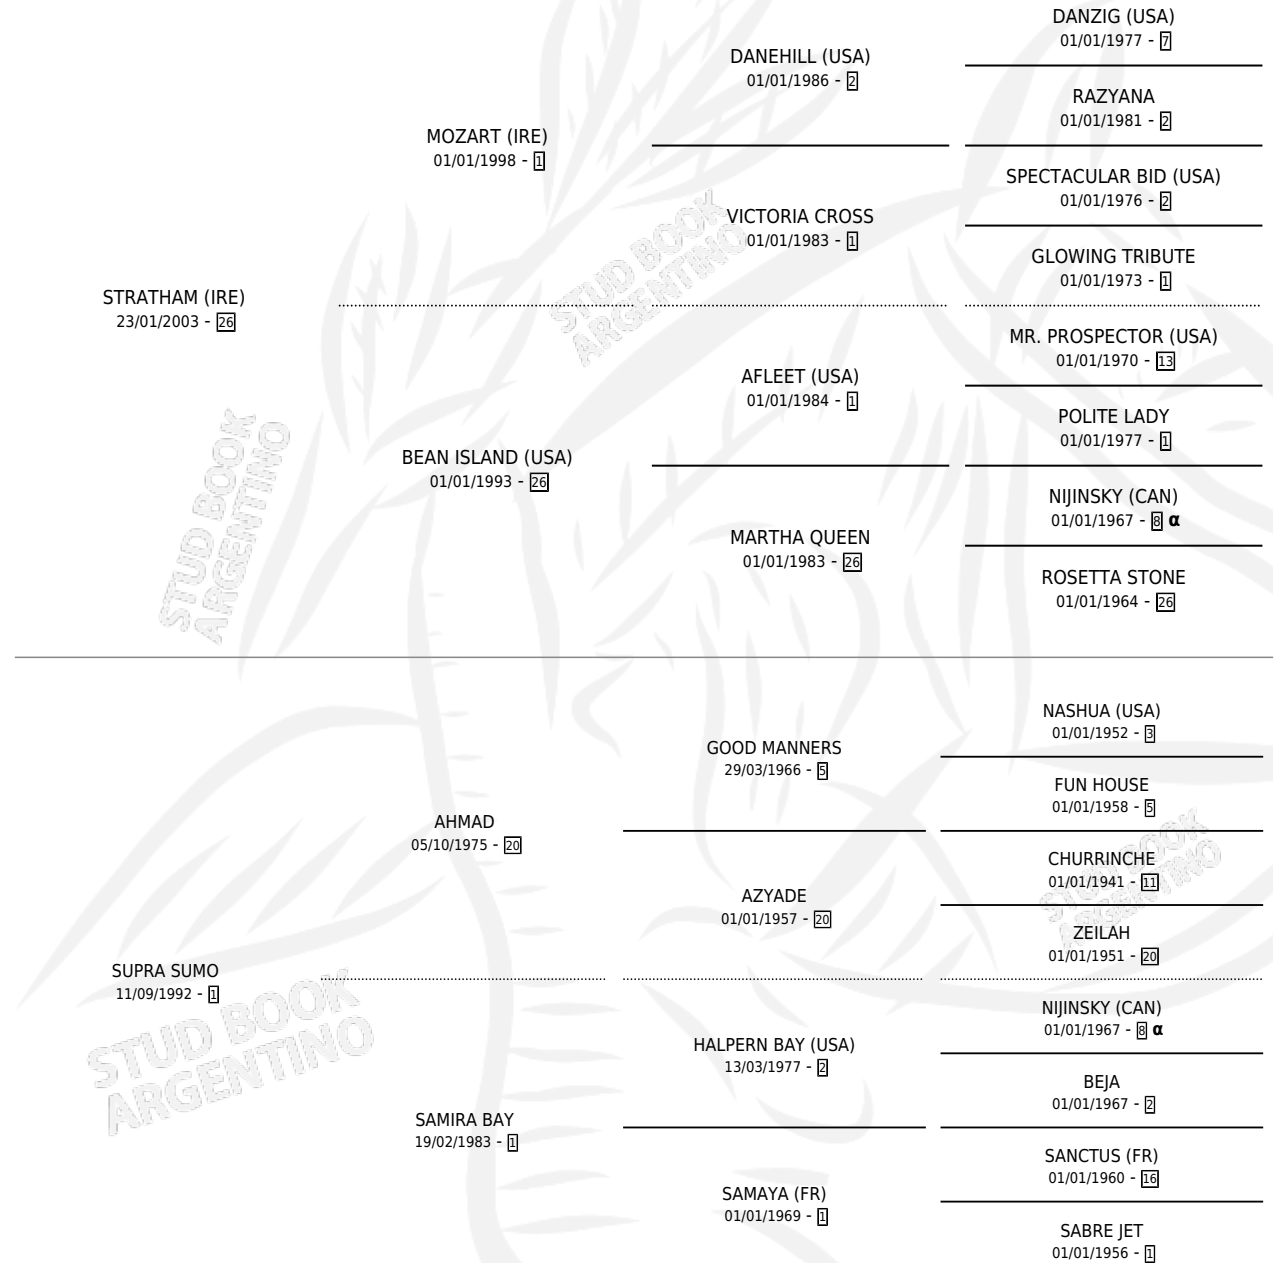 DANZIG (USA)
01/01/1977 - 7
DANEHILL (USA)
01/01/1986 - 2
RAZYANA
01/01/1981 - 2
MOZART (IRE)
01/01/1998 - 1
SPECTACULAR BID (USA)
01/01/1976 - 2
VICTORIA CROSS
01/01/1983 - 1
GLOWING TRIBUTE
01/01/1973 - 1
STRATHAM (IRE)
23/01/2003 - 26
MR. PROSPECTOR (USA)
01/01/1970 - 13
AFLEET (USA)
01/01/1984 - 1
POLITE LADY
01/01/1977 - 1
BEAN ISLAND (USA)
01/01/1993 - 26
NIJINSKY (CAN)
01/01/1967 - 8 α
MARTHA QUEEN
01/01/1983 - 26
ROSETTA STONE
01/01/1964 - 26
NASHUA (USA)
01/01/1952 - 3
GOOD MANNERS
29/03/1966 - 5
FUN HOUSE
01/01/1958 - 5
AHMAD
05/10/1975 - 20
CHURRINCHE
01/01/1941 - 11
AZYADE
01/01/1957 - 20
ZEILAH
01/01/1951 - 20
SUPRA SUMO
11/09/1992 - 1
NIJINSKY (CAN)
01/01/1967 - 8 α
HALPERN BAY (USA)
13/03/1977 - 2
BEJA
01/01/1967 - 2
SAMIRA BAY
19/02/1983 - 1
SANCTUS (FR)
01/01/1960 - 16
SAMAYA (FR)
01/01/1969 - 1
SABRE JET
01/01/1956 - 1
STUD BOOK
ARGENTINO
STUD BOOK
ARGENTINO
STUD BOOK
ARGENTINO
STUD BOOK
ARGENTINO